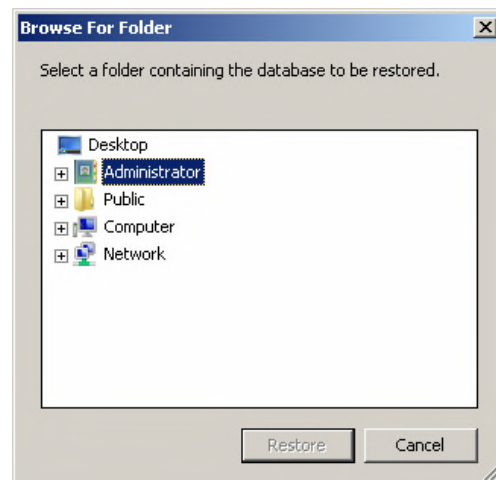 Browse For Folder
Select a folder containing the database to be restored.
Desktop
Administrator
Public
Computer
Network
Restore
Cancel